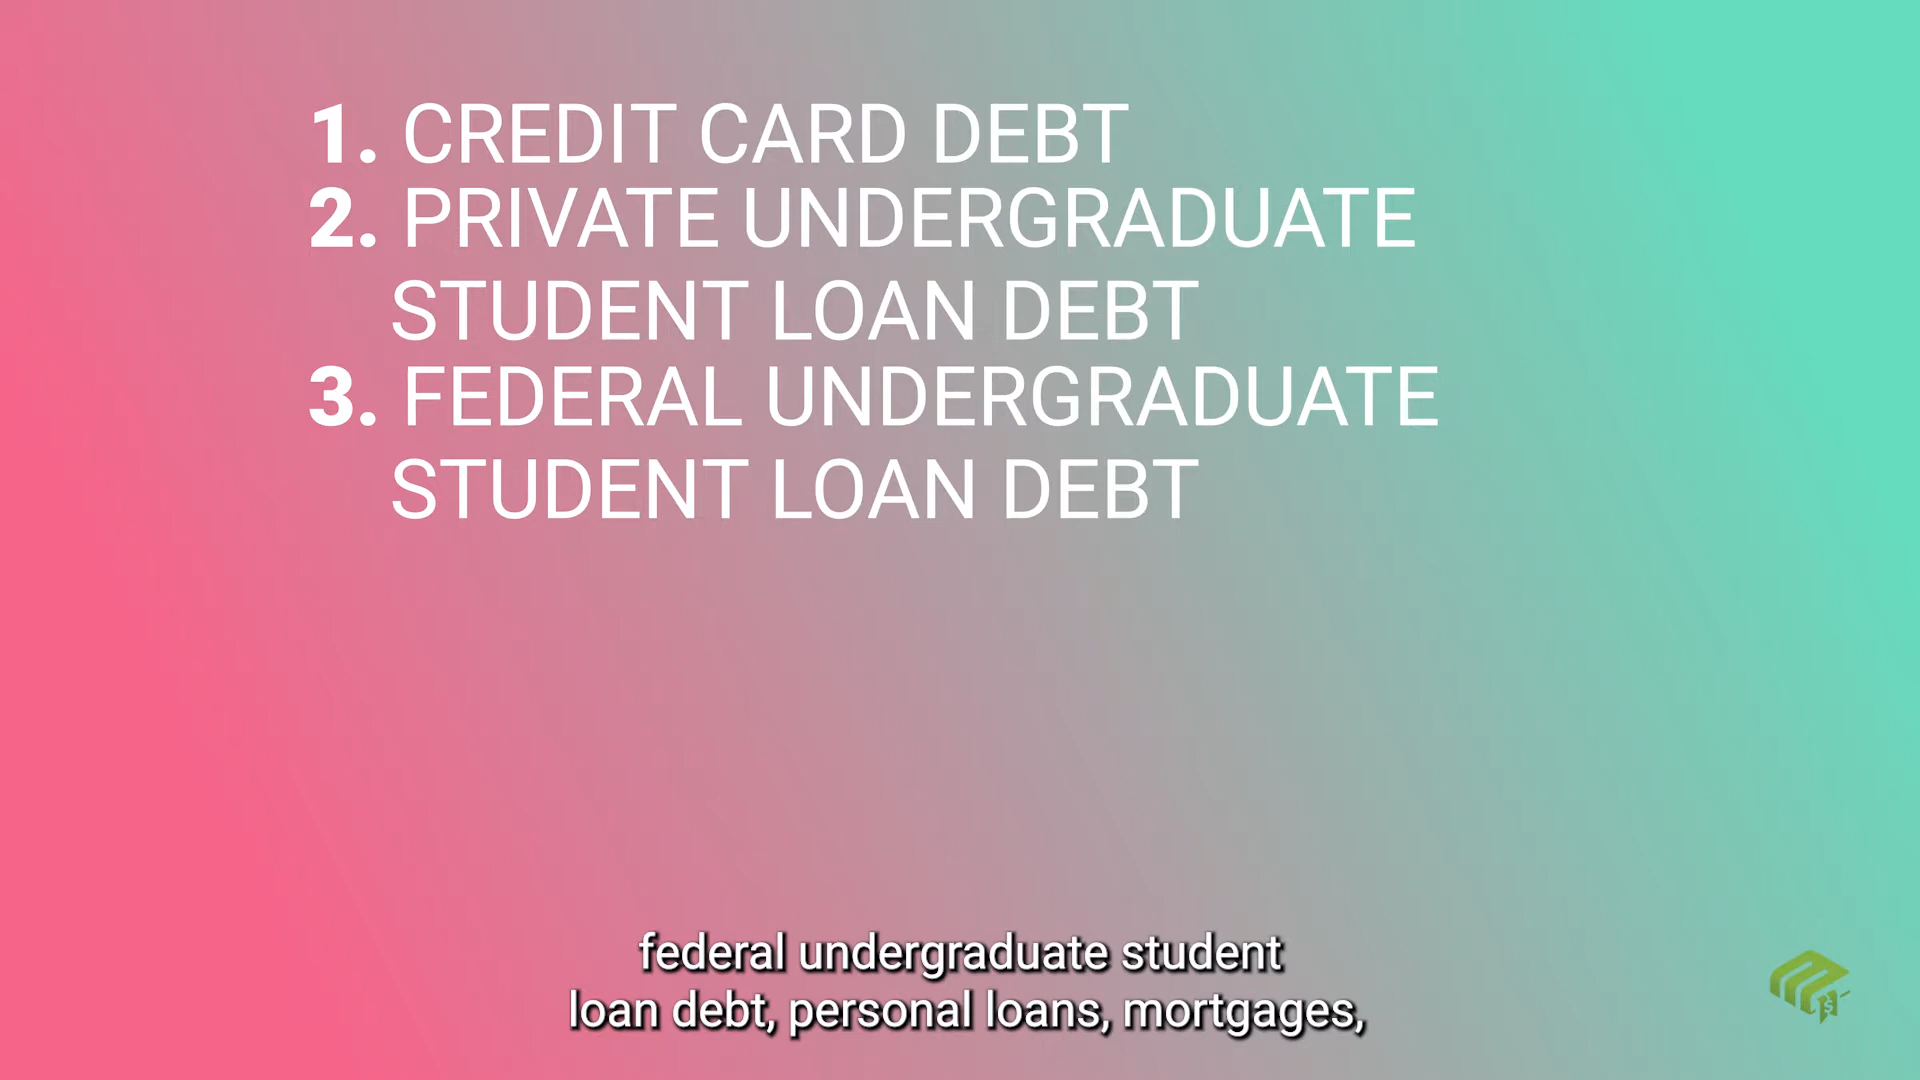 1. CREDIT CARD DEBT
2. PRIVATE UNDERGRADUATE
STUDENT LOAN DEBT
3. FEDERAL UNDERGRADUATE
STUDENT LOAN DEBT
federal undergraduate student
loan debt, personal loans, mortgages,
$